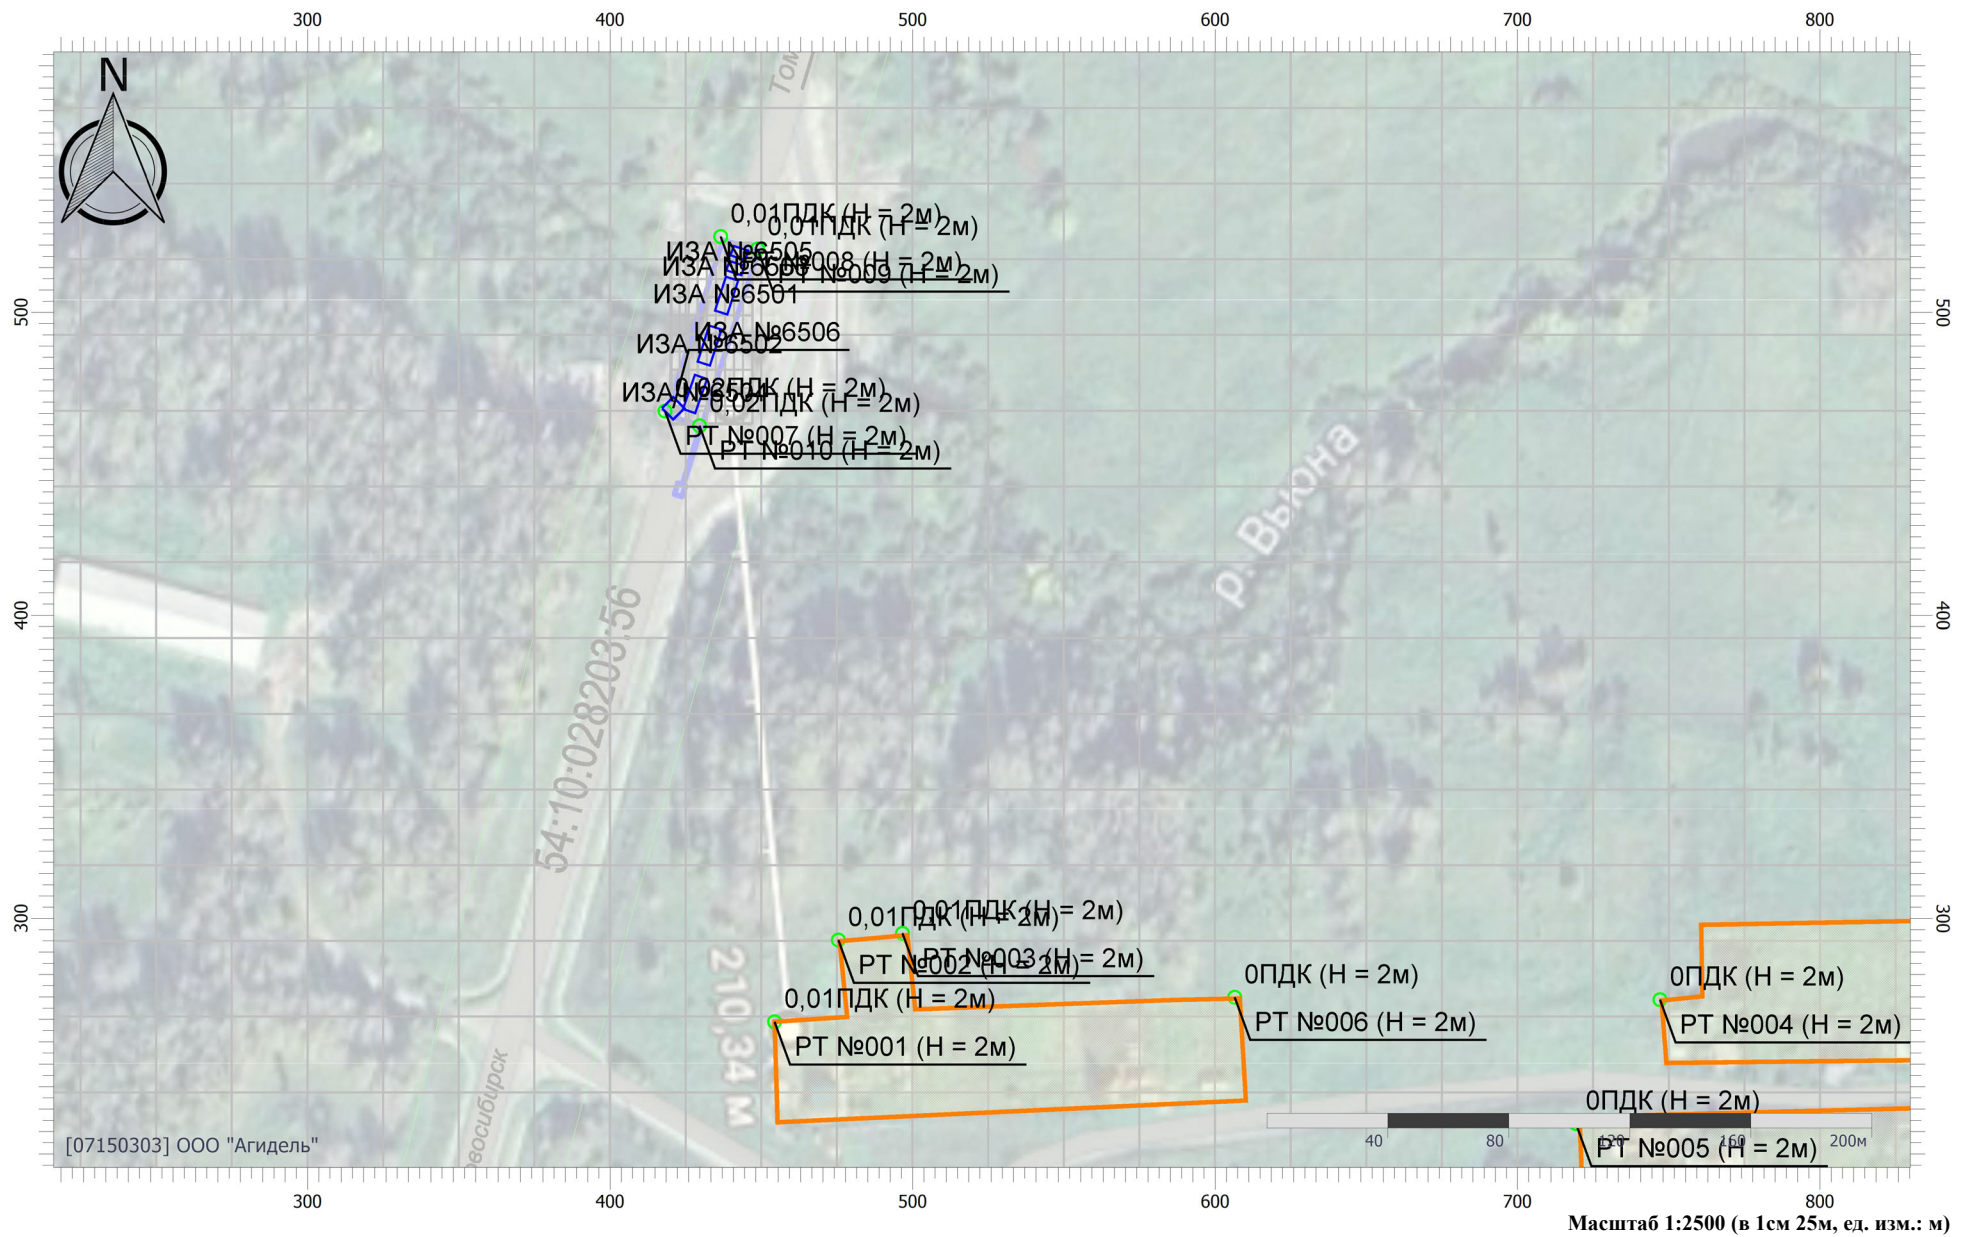 300 400 500 600 700 800
N
Том
0,01ПДК (H = 2м)
0,01ПДК (H = 2м)
ИЗА №6505
РТ №008 (H = 2м)
РТ №009 (H = 2м)
ИЗА №6501
500
500
ИЗА №6506
ИЗА №6502
0,02ПДК (H = 2м)
ИЗА №6504
0,02ПДК (H = 2м)
РТ №007 (H = 2м)
РТ №010 (H = 2м)
р. Вьюна
400
400
54:10:028203:56
300
300
0,01ПДК (H = 2м)
0,01ПДК (H = 2м)
РТ №003 (H = 2м)
РТ №002 (H = 2м)
0ПДК (H = 2м)
0ПДК (H = 2м)
0,01ПДК (H = 2м)
РТ №006 (H = 2м)
РТ №004 (H = 2м)
РТ №001 (H = 2м)
210,34 м
овосибирск
0ПДК (H = 2м)
40 80 120 160 200м
РТ №005 (H = 2м)
[07150303] ООО "Агидель"
300 400 500 600 700 800
Масштаб 1:2500 (в 1см 25м, ед. изм.: м)